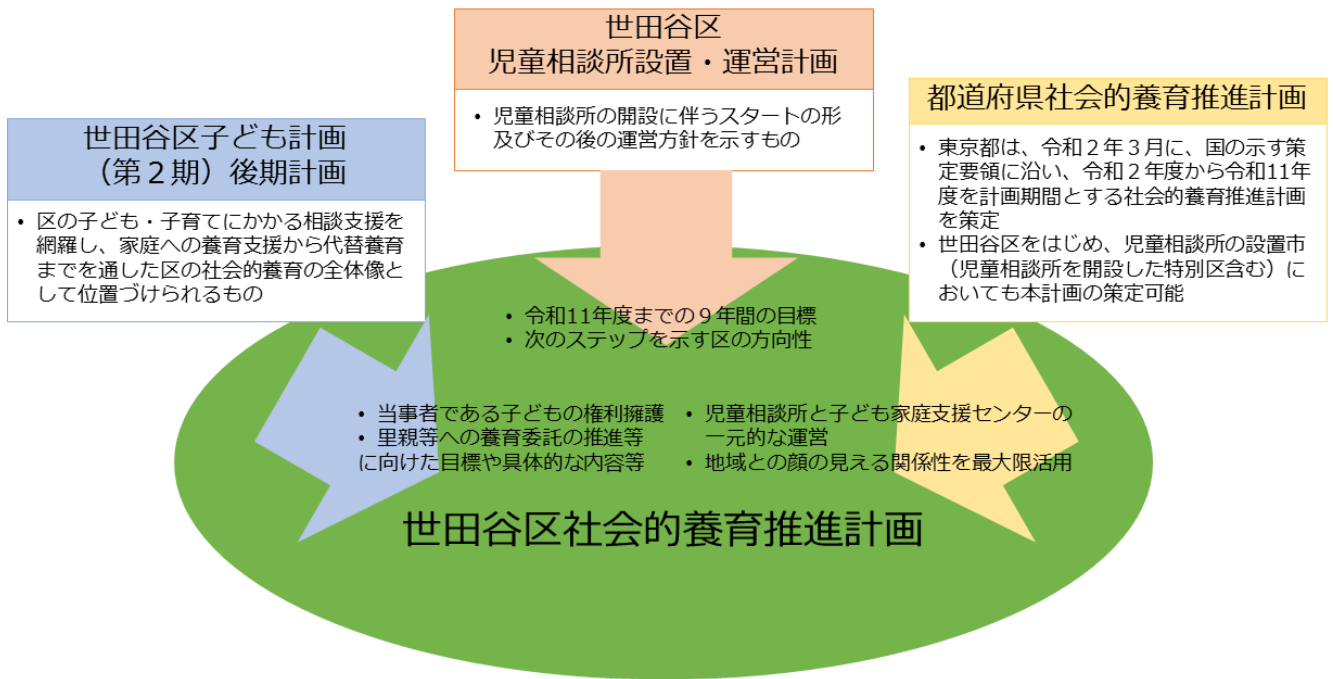 世田谷区
児童相談所設置・運営計画
• 児童相談所の開設に伴うスタートの形
及びその後の運営方針を示すもの
世田谷区子ども計画
(第2期)後期計画
• 区の子ども・子育てにかかる相談支援を
網羅し、家庭への養育支援から代替養育
までを通した区の社会的養育の全体像と
して位置づけられるもの
都道府県社会的養育推進計画
• 東京都は、令和2年3月に、国の示す策
定要領に沿い、令和2年度から令和11年
度を計画期間とする社会的養育推進計画
を策定
• 世田谷区をはじめ、児童相談所の設置市
(児童相談所を開設した特別区含む)に
おいても本計画の策定可能
• 令和11年度までの9年間の目標
• 次のステップを示す区の方向性
• 当事者である子どもの権利擁護
• 里親等への養育委託の推進等
に向けた目標や具体的な内容等
• 児童相談所と子ども家庭支援センターの
一元的な運営
• 地域との顔の見える関係性を最大限活用
世田谷区社会的養育推進計画